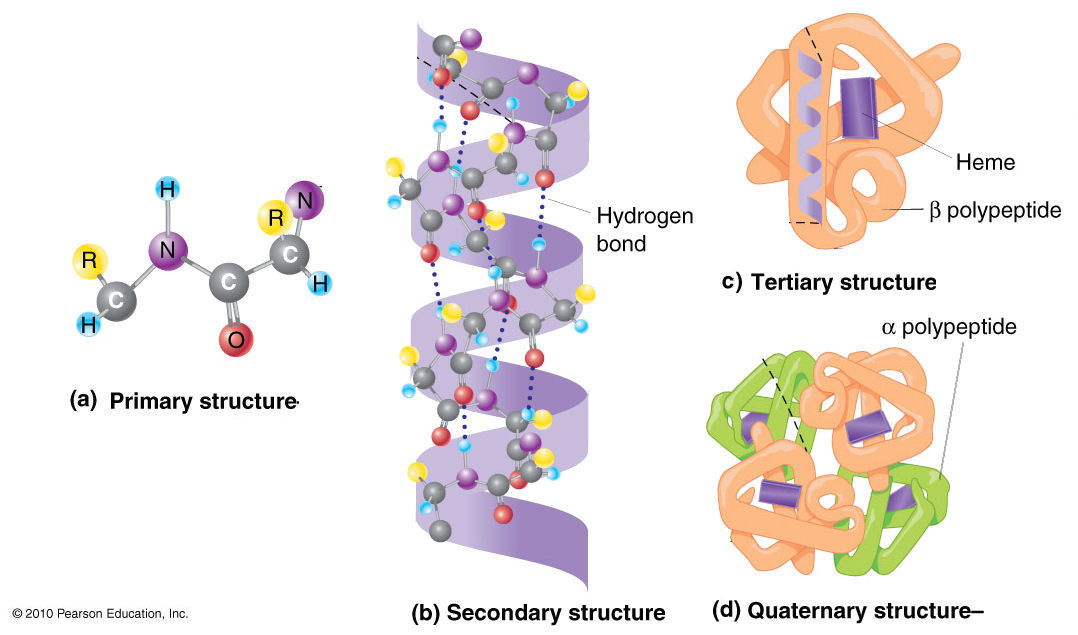 H
N
R
N
R
C
C
C
H
H
O
(a) Primary structure
Hydrogen
bond
(b) Secondary structure
Heme
β polypeptide
c) Tertiary structure
α polypeptide
(d) Quaternary structure–
© 2010 Pearson Education, Inc.